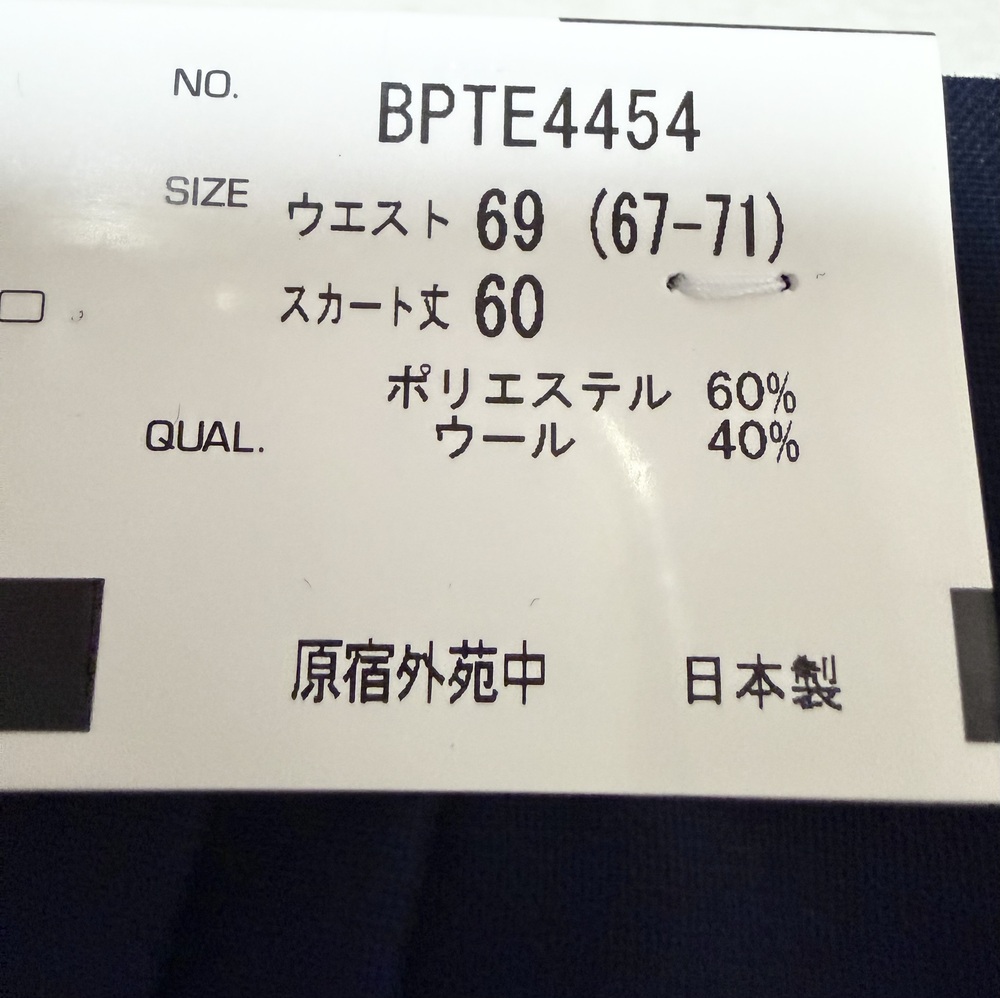 NO. BPTE4454
SIZE ウエスト 69 (67-71)
スカート丈 60
ポリエステル 60%
QUAL. ウール 40%
原宿外苑中 日本製